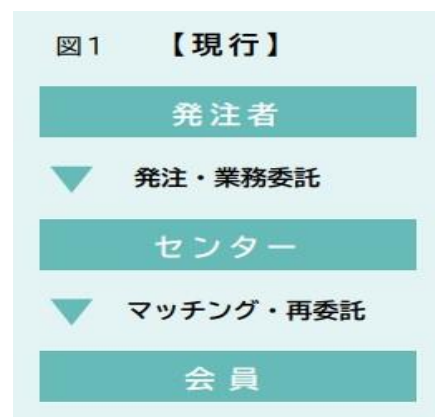 図1 【現行】
発注者
発注・業務委託
センター
マッチング・再委託
会員